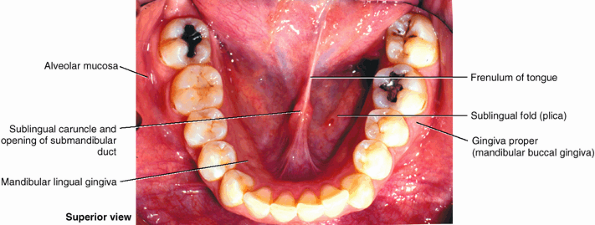 Alveolar mucosa
Sublingual caruncle and
opening of submandibular
duct
Mandibular lingual gingiva
Superior view
Frenulum of tongue
Sublingual fold (plica)
Gingiva proper
(mandibular buccal gingiva)